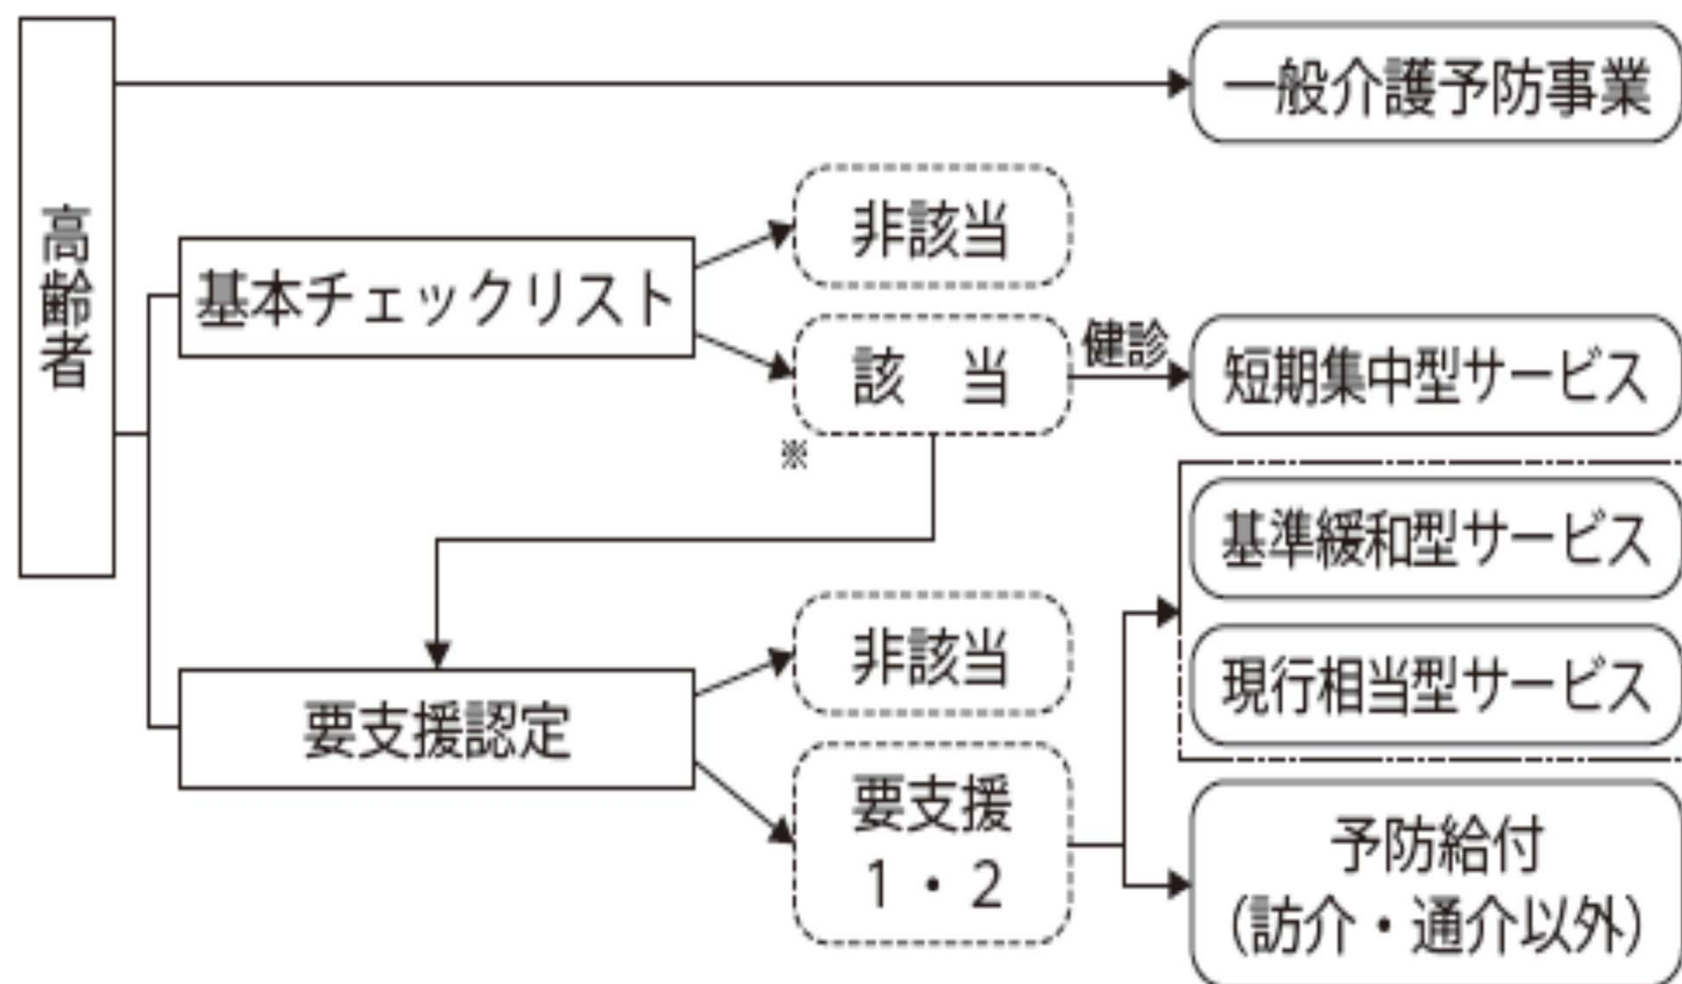 高齢者
一般介護予防事業
基本チェックリスト
非該当
該　当
健診
短期集中型サービス
※
基準緩和型サービス
現行相当型サービス
要支援認定
非該当
要支援
1・2
予防給付
（訪介・通介以外）